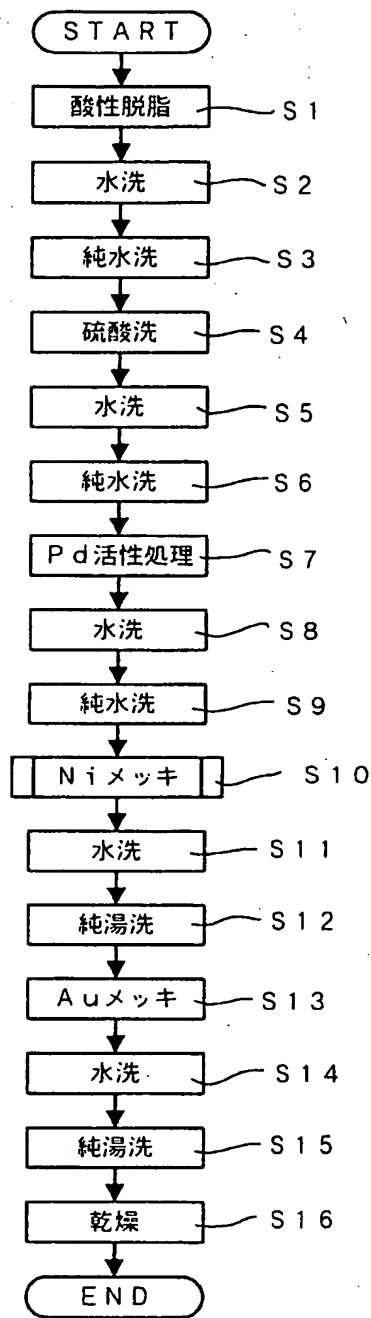 START
酸性脱脂 S1
水洗 S2
純水洗 S3
硫酸洗 S4
水洗 S5
純水洗 S6
Pd活性処理 S7
水洗 S8
純水洗 S9
Niメッキ S10
水洗 S11
純湯洗 S12
Auメッキ S13
水洗 S14
純湯洗 S15
乾燥 S16
END